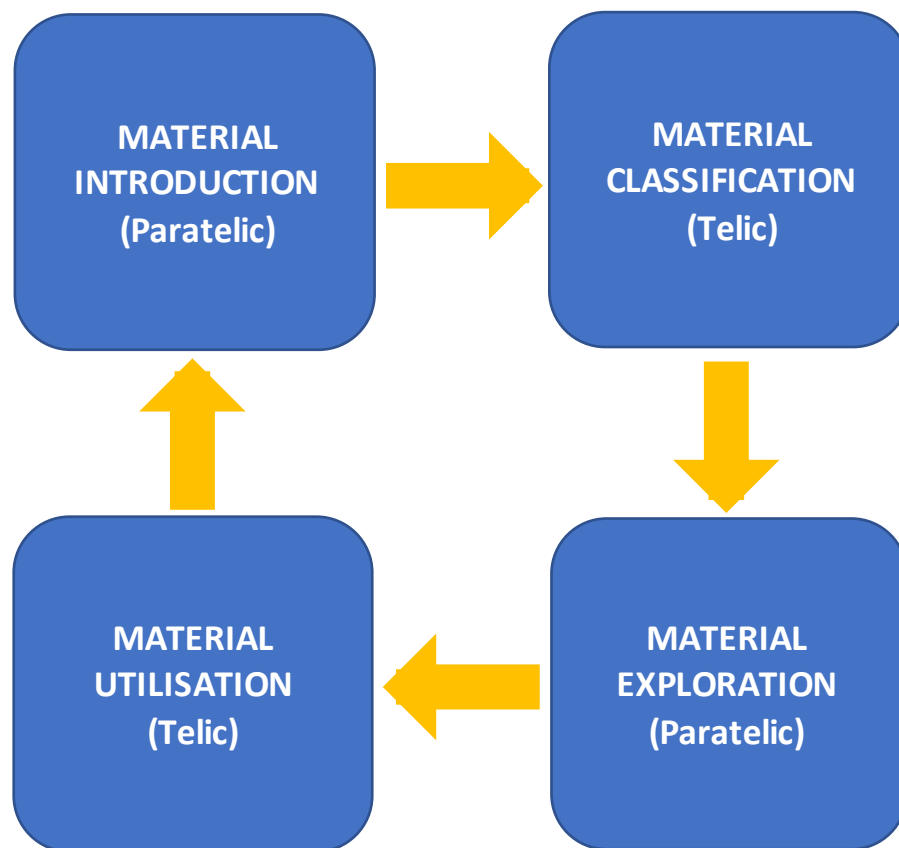 MATERIAL
INTRODUCTION
(Paratelic)
MATERIAL
CLASSIFICATION
(Telic)
MATERIAL
EXPLORATION
(Paratelic)
MATERIAL
UTILISATION
(Telic)